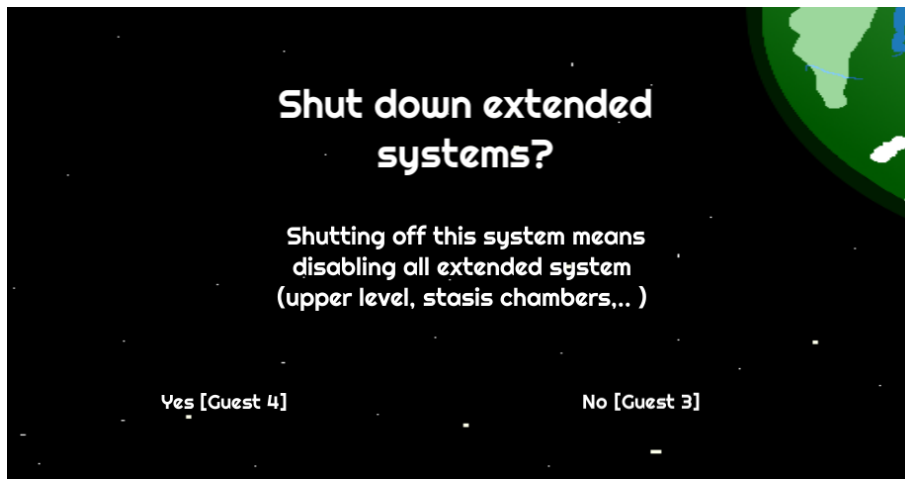 Shut down extended
systems?
Shutting off this system means
disabling all extended system
(upper level, stasis chambers,.. )
Yes [Guest 4]
No [Guest 3]